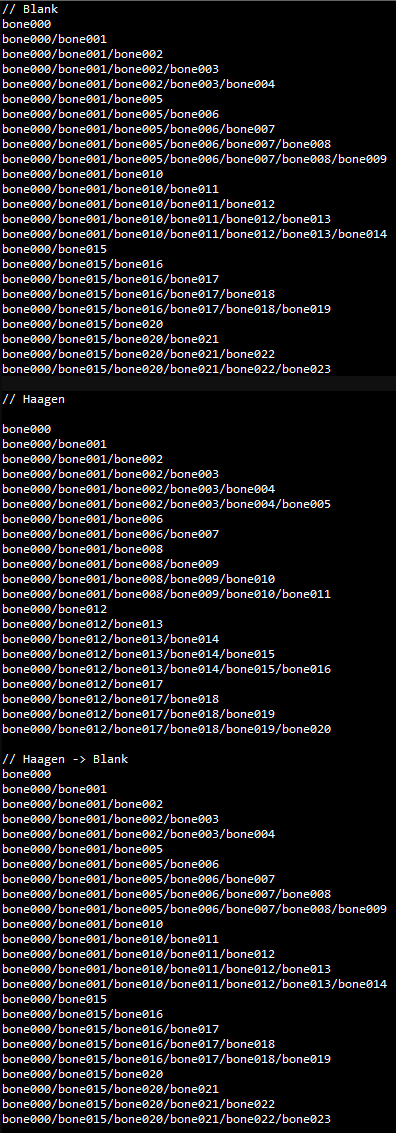 // Blank
bone000
bone000/bone001
bone000/bone001/bone002
bone000/bone001/bone002/bone003
bone000/bone001/bone002/bone003/bone004
bone000/bone001/bone005
bone000/bone001/bone005/bone006
bone000/bone001/bone005/bone006/bone007
bone000/bone001/bone005/bone006/bone007/bone008
bone000/bone001/bone005/bone006/bone007/bone008/bone009
bone000/bone001/bone010
bone000/bone001/bone010/bone011
bone000/bone001/bone010/bone011/bone012
bone000/bone001/bone010/bone011/bone012/bone013
bone000/bone001/bone010/bone011/bone012/bone013/bone014
bone000/bone015
bone000/bone015/bone016
bone000/bone015/bone016/bone017
bone000/bone015/bone016/bone017/bone018
bone000/bone015/bone016/bone017/bone018/bone019
bone000/bone015/bone020
bone000/bone015/bone020/bone021
bone000/bone015/bone020/bone021/bone022
bone000/bone015/bone020/bone021/bone022/bone023
// Haagen
bone000
bone000/bone001
bone000/bone001/bone002
bone000/bone001/bone002/bone003
bone000/bone001/bone002/bone003/bone004
bone000/bone001/bone002/bone003/bone004/bone005
bone000/bone001/bone006
bone000/bone001/bone006/bone007
bone000/bone001/bone008
bone000/bone001/bone008/bone009
bone000/bone001/bone008/bone009/bone010
bone000/bone001/bone008/bone009/bone010/bone011
bone000/bone012
bone000/bone012/bone013
bone000/bone012/bone013/bone014
bone000/bone012/bone013/bone014/bone015
bone000/bone012/bone013/bone014/bone015/bone016
bone000/bone012/bone017
bone000/bone012/bone017/bone018
bone000/bone012/bone017/bone018/bone019
bone000/bone012/bone017/bone018/bone019/bone020
// Haagen -> Blank
bone000
bone000/bone001
bone000/bone001/bone002
bone000/bone001/bone002/bone003
bone000/bone001/bone002/bone003/bone004
bone000/bone001/bone005
bone000/bone001/bone005/bone006
bone000/bone001/bone005/bone006/bone007
bone000/bone001/bone005/bone006/bone007/bone008
bone000/bone001/bone005/bone006/bone007/bone008/bone009
bone000/bone001/bone010
bone000/bone001/bone010/bone011
bone000/bone001/bone010/bone011/bone012
bone000/bone001/bone010/bone011/bone012/bone013
bone000/bone001/bone010/bone011/bone012/bone013/bone014
bone000/bone015
bone000/bone015/bone016
bone000/bone015/bone016/bone017
bone000/bone015/bone016/bone017/bone018
bone000/bone015/bone016/bone017/bone018/bone019
bone000/bone015/bone020
bone000/bone015/bone020/bone021
bone000/bone015/bone020/bone021/bone022
bone000/bone015/bone020/bone021/bone022/bone023